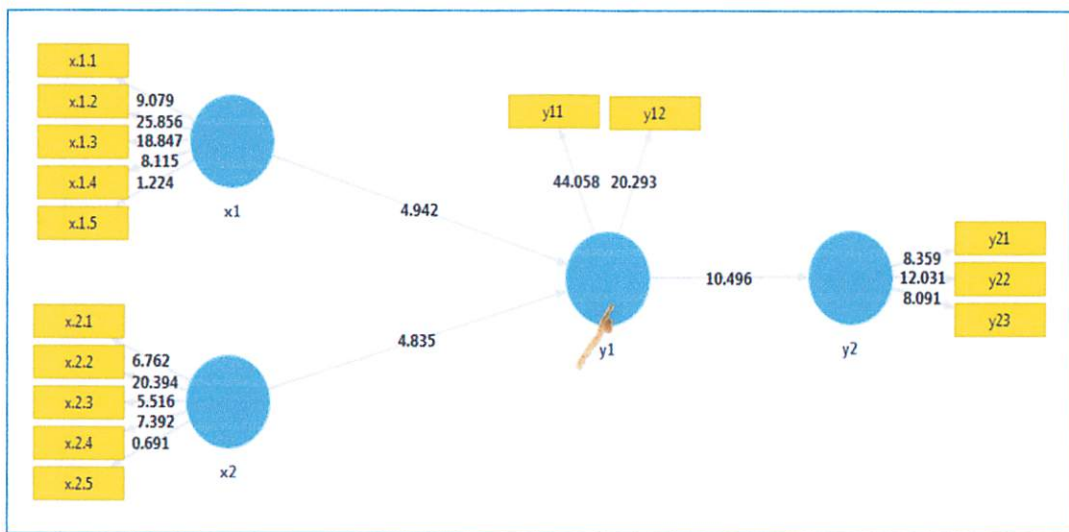 x.1.1
x.1.2
x.1.3
x.1.4
x.1.5
9.079
25.856
18.847
8.115
1.224
x1
x.2.1
x.2.2
x.2.3
x.2.4
x.2.5
6.762
20.394
5.516
7.392
0.691
x2
4.942
4.835
y11
y12
44.058
20.293
y1
10.496
y2
8.359
12.031
8.091
y21
y22
y23